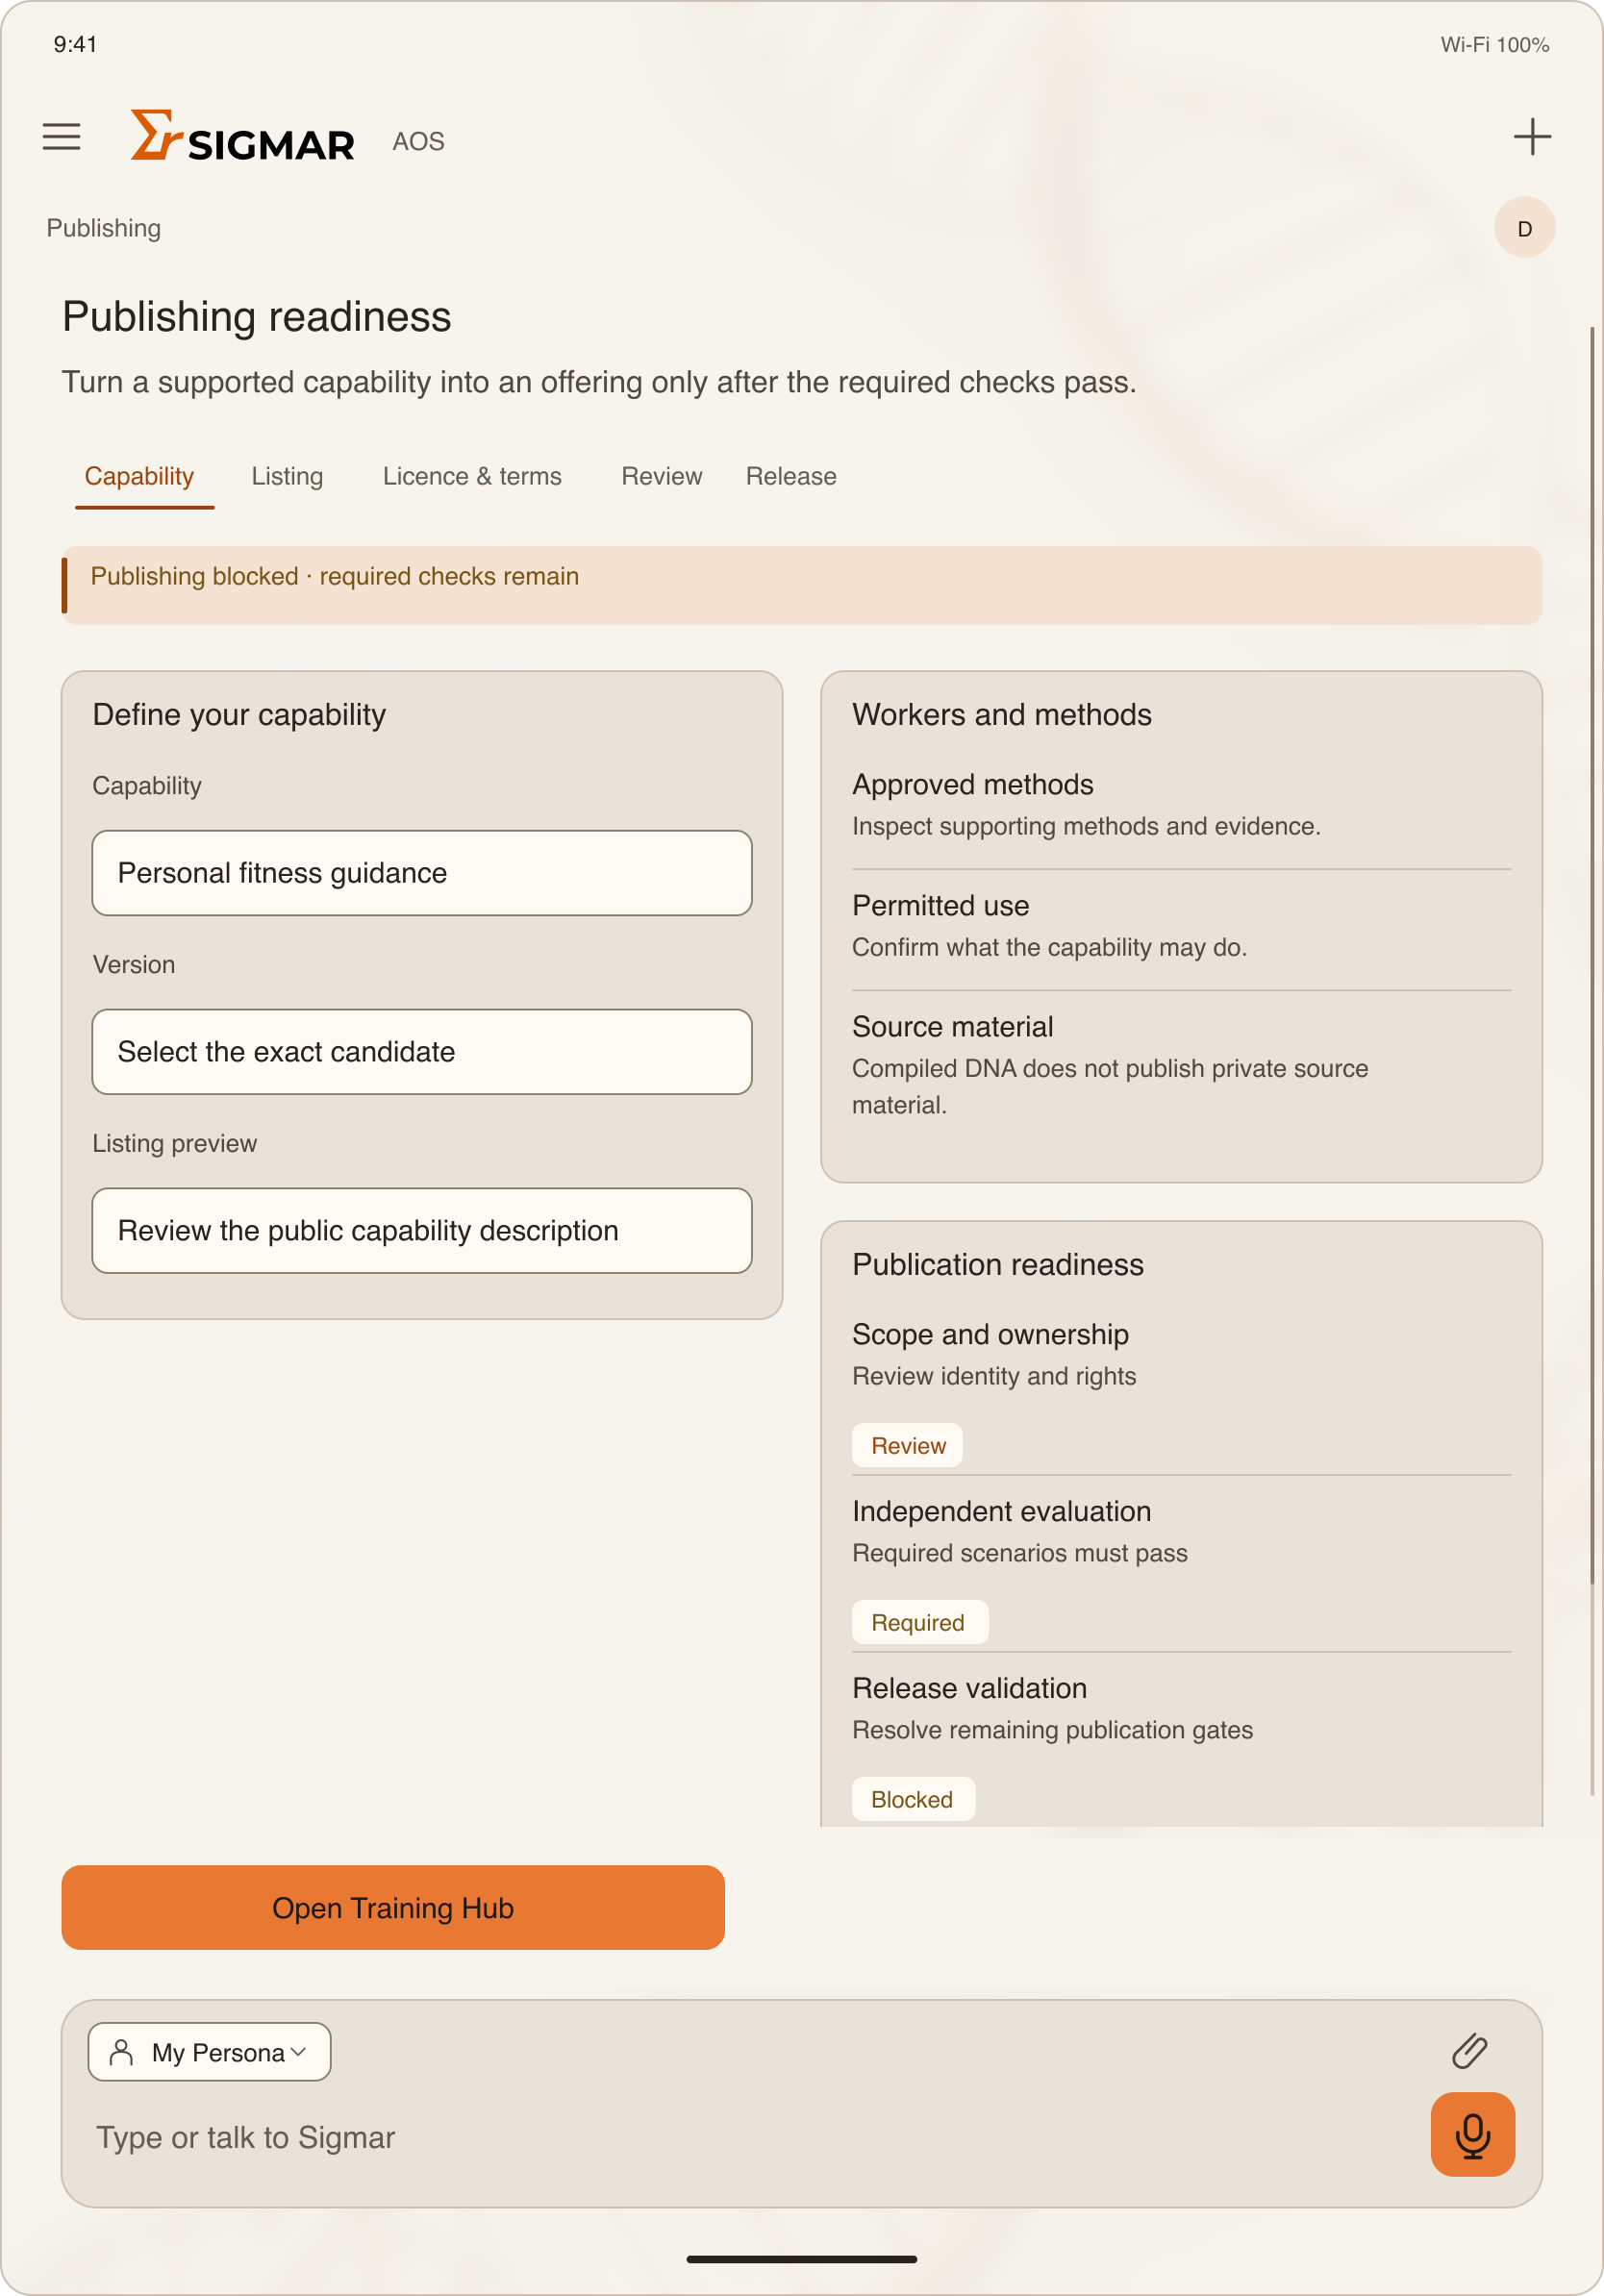 9:41
Wi-Fi 100%
Σr SIGMAR AOS
Publishing
D
Publishing readiness
Turn a supported capability into an offering only after the required checks pass.
Capability Listing Licence & terms Review Release
Publishing blocked · required checks remain
Define your capability
Capability
Personal fitness guidance
Version
Select the exact candidate
Listing preview
Review the public capability description
Workers and methods
Approved methods
Inspect supporting methods and evidence.
Permitted use
Confirm what the capability may do.
Source material
Compiled DNA does not publish private source
material.
Publication readiness
Scope and ownership
Review identity and rights
Review
Independent evaluation
Required scenarios must pass
Required
Release validation
Resolve remaining publication gates
Blocked
Open Training Hub
My Persona
Type or talk to Sigmar